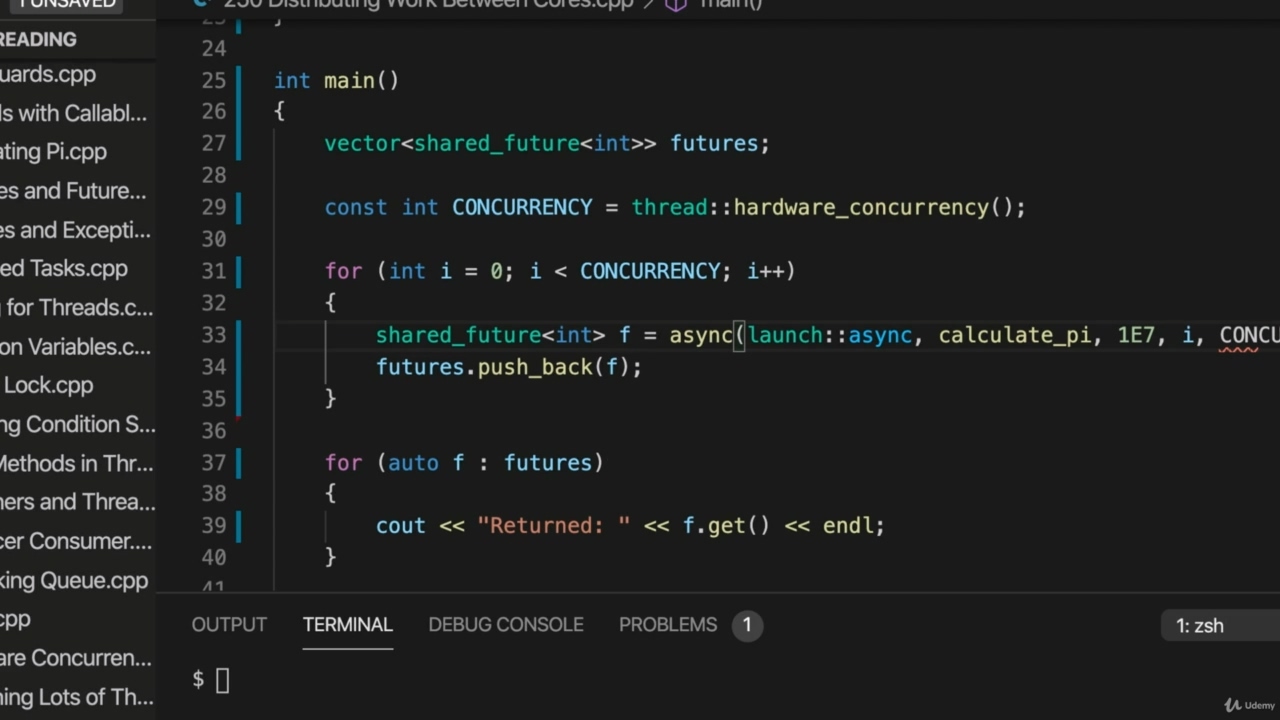 1 UNSAVED
250 Distributing Work Between Cores.cpp > main()
READING
uards.cpp
ls with Callabl...
ating Pi.cpp
es and Future...
es and Excepti...
ed Tasks.cpp
g for Threads.c...
on Variables.c...
Lock.cpp
ng Condition S...
Methods in Thr...
ners and Threa...
cer Consumer....
king Queue.cpp
cpp
are Concurren...
ning Lots of Th...
23 }
24
25 int main()
26 {
27 vector<shared_future<int>> futures;
28
29 const int CONCURRENCY = thread::hardware_concurrency();
30
31 for (int i = 0; i < CONCURRENCY; i++)
32 {
33 shared_future<int> f = async(launch::async, calculate_pi, 1E7, i, CONCU
34 futures.push_back(f);
35 }
36
37 for (auto f : futures)
38 {
39 cout << "Returned: " << f.get() << endl;
40 }
41
OUTPUT TERMINAL DEBUG CONSOLE PROBLEMS 1 1: zsh
$
Udemy